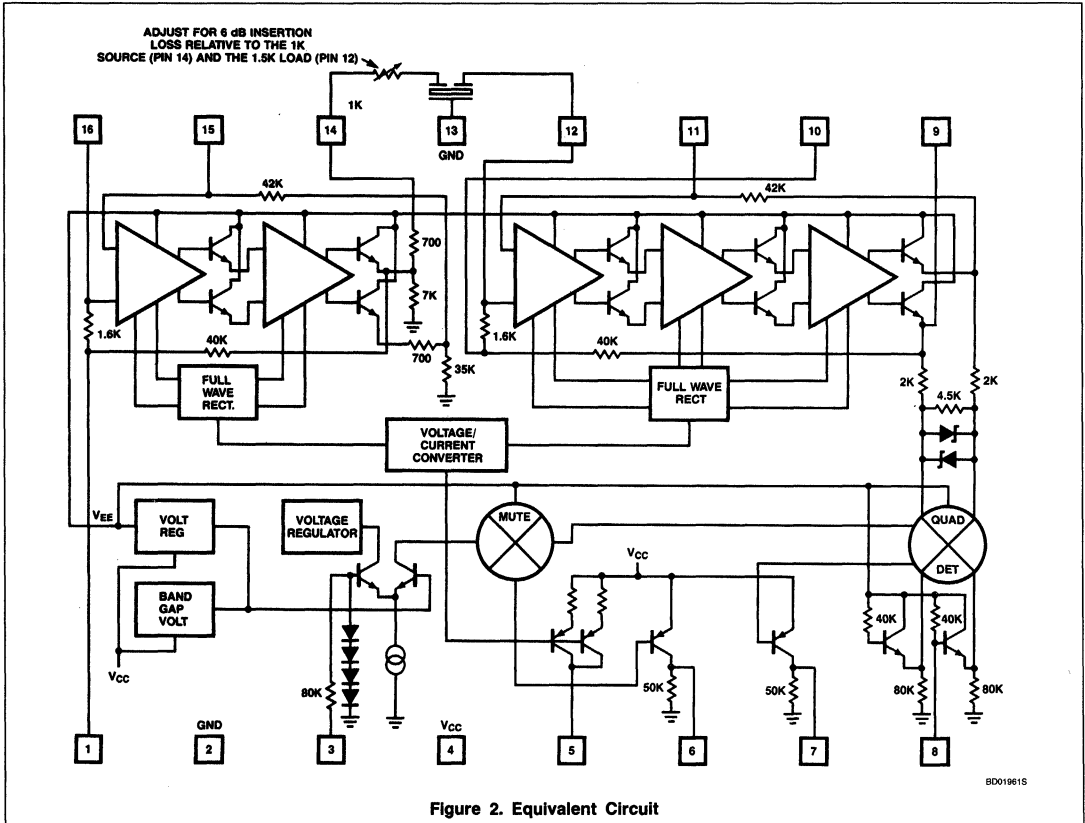 ADJUST FOR 6 dB INSERTION
LOSS RELATIVE TO THE 1K
SOURCE (PIN 14) AND THE 1.5K LOAD (PIN 12)
1K
16
15
14
13
12
11
10
9
GND
42K
42K
700
7K
1.6K
40K
700
35K
1.6K
40K
2K
2K
4.5K
FULL
WAVE
RECT.
FULL WAVE
RECT
VOLTAGE/
CURRENT
CONVERTER
VEE
VOLT
REG
VOLTAGE
REGULATOR
MUTE
QUAD
DET
VCC
BAND
GAP
VOLT
VCC
40K
40K
80K
50K
50K
80K
80K
GND
VCC
1
2
3
4
5
6
7
8
BD01961S
Figure 2. Equivalent Circuit